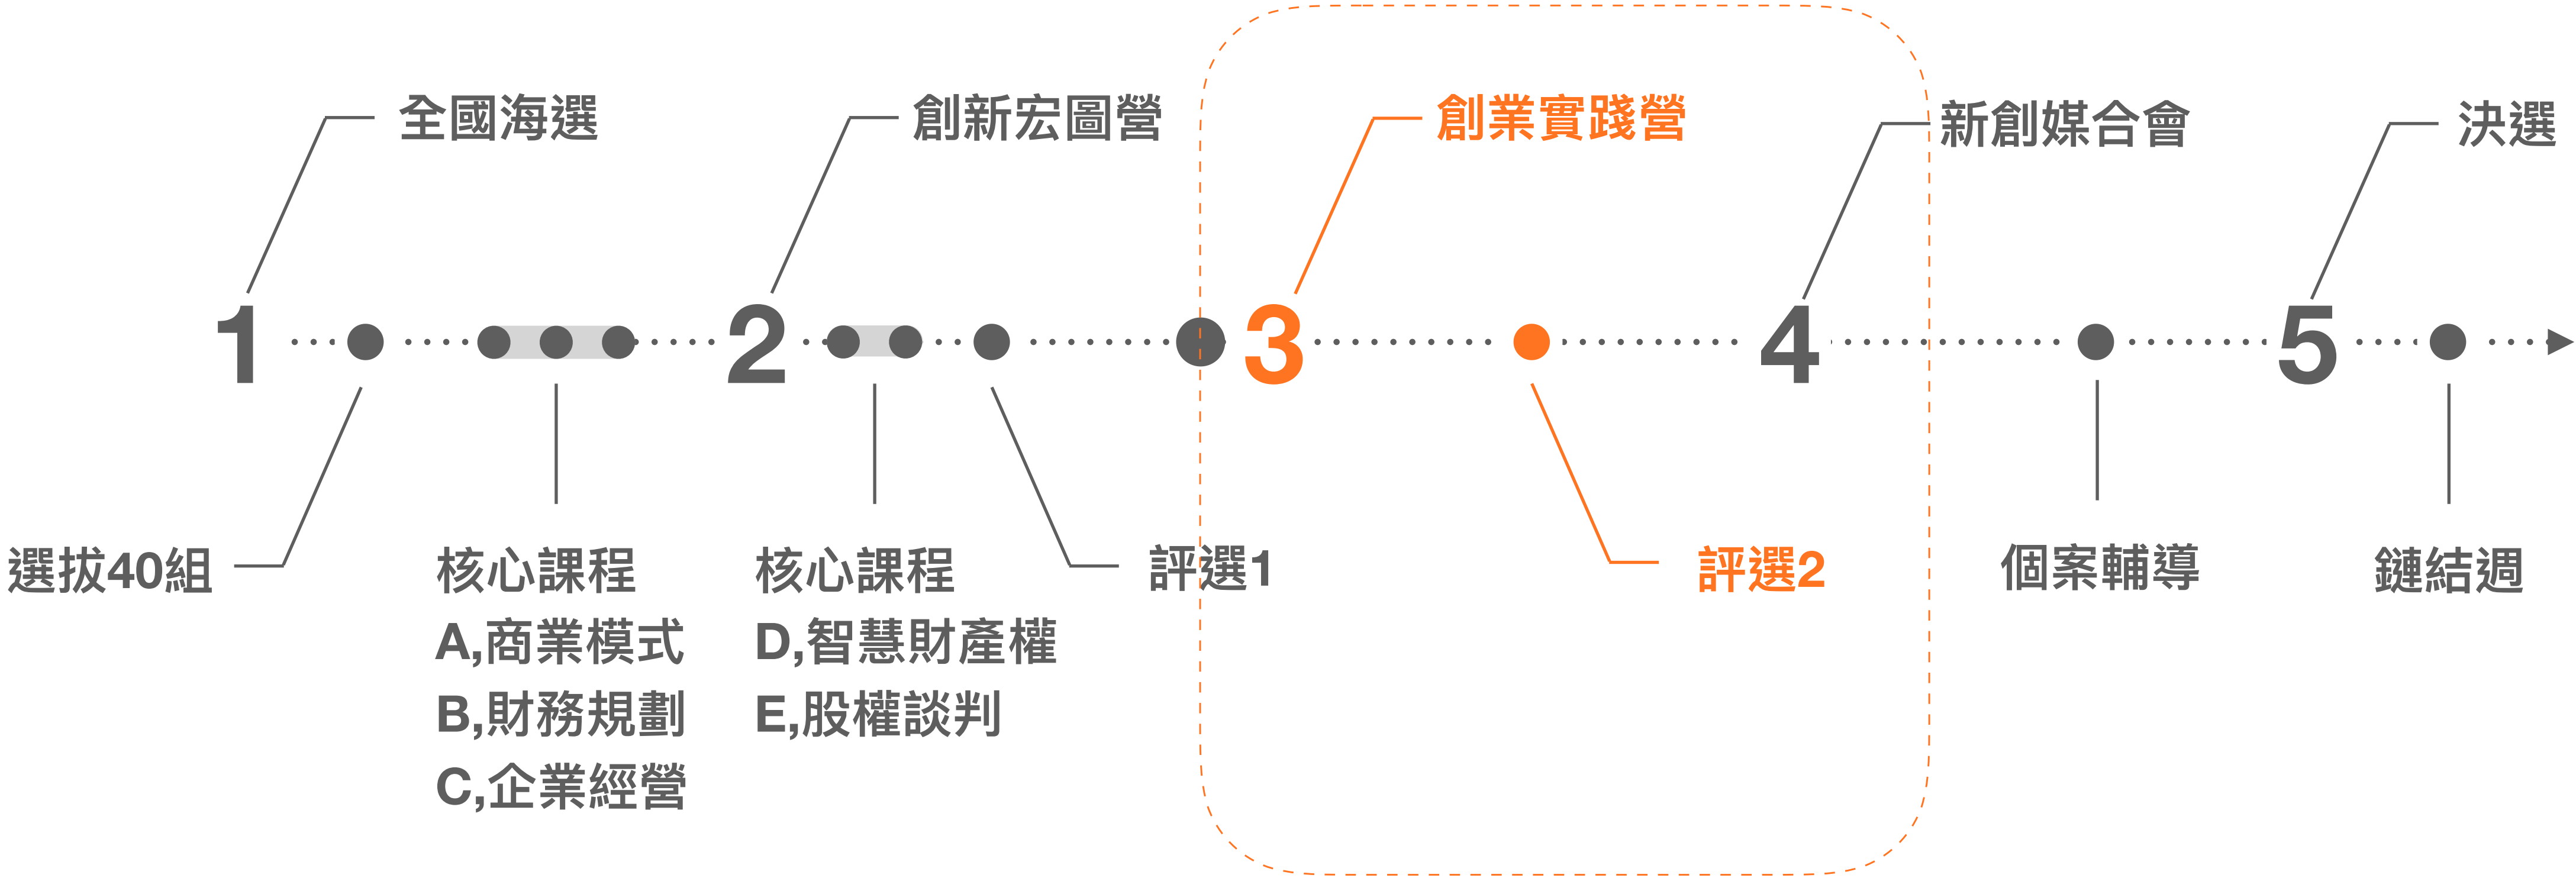 全國海選
創新宏圖營
創業實踐營
新創媒合會
決選
1
2
3
4
5
選拔40組
核心課程
A,商業模式
B,財務規劃
C,企業經營
核心課程
D,智慧財產權
E,股權談判
評選1
評選2
個案輔導
鏈結週